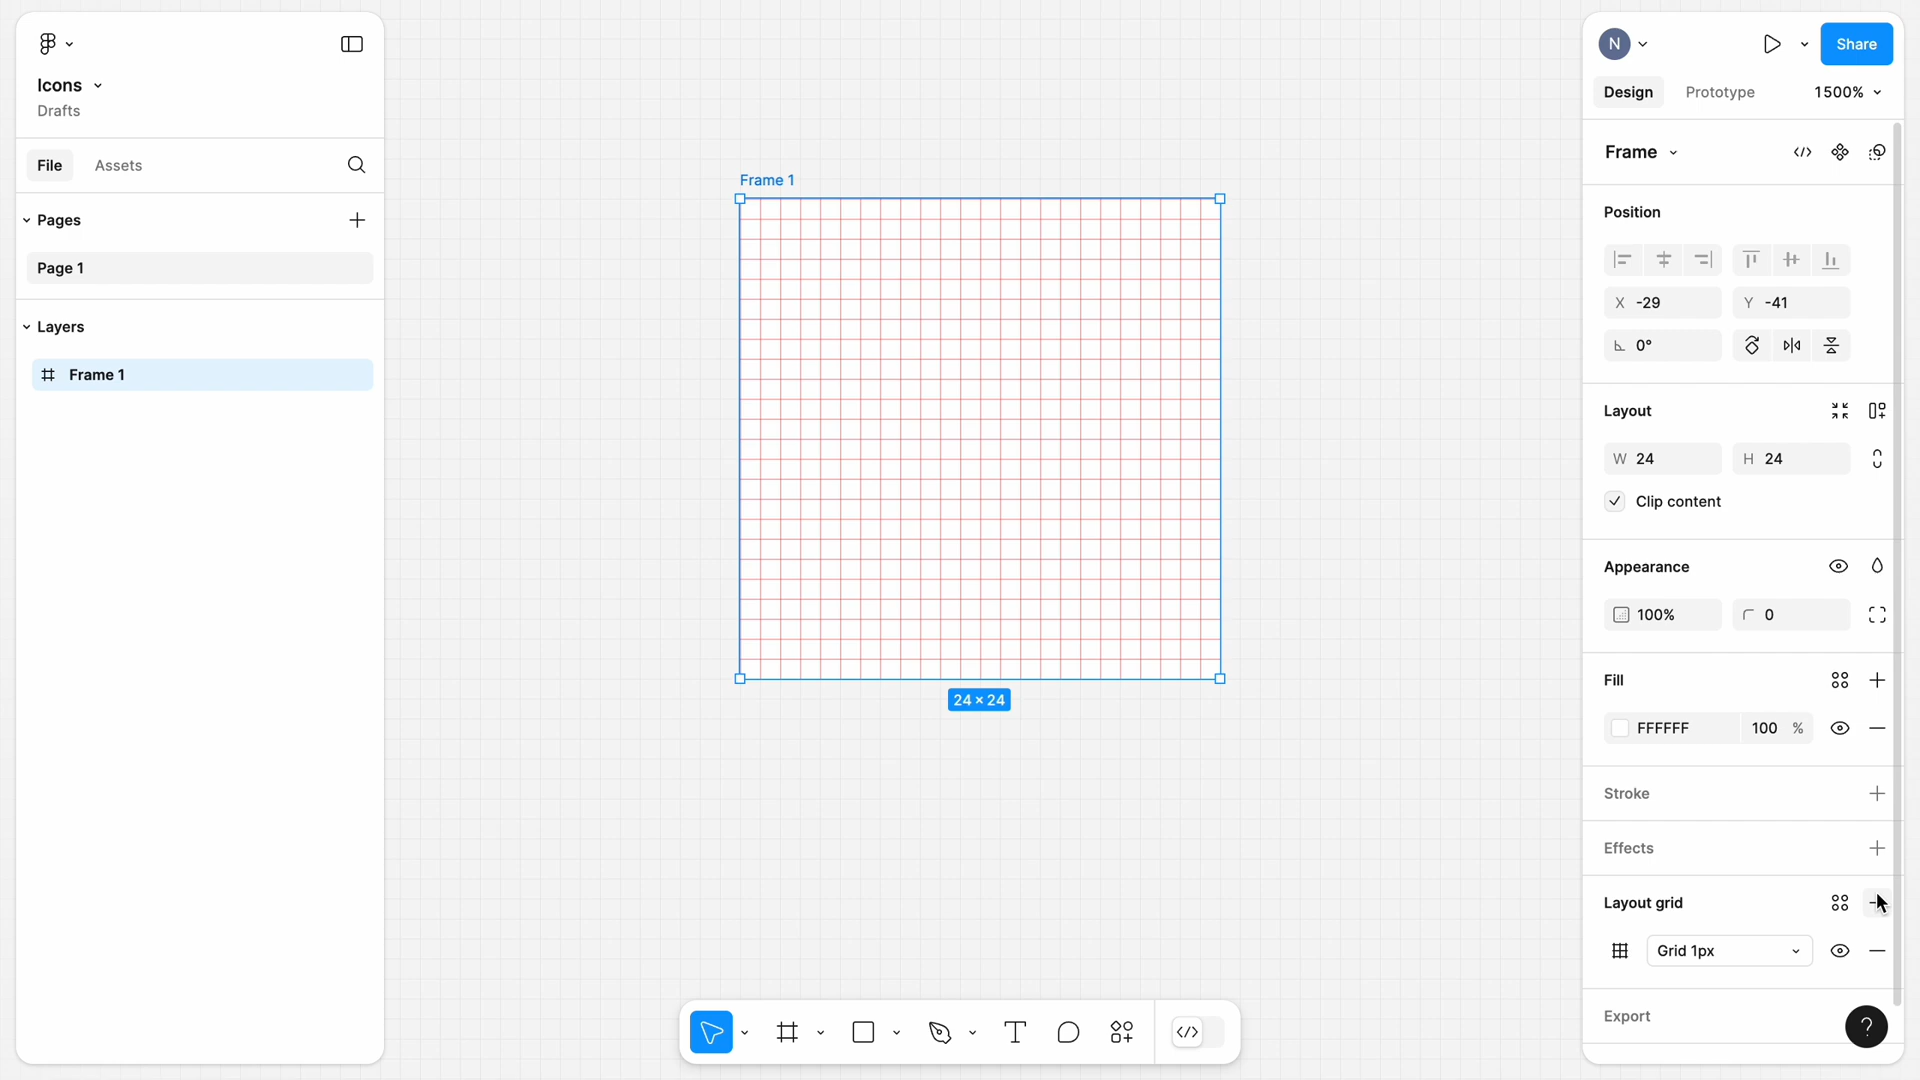 Icons
Drafts
File
Assets
Pages
Page 1
Layers
Frame 1
Frame 1
24 × 24
N
Share
Design
Prototype
1500%
Frame
Position
X -29
Y -41
0°
Layout
W 24
H 24
Clip content
Appearance
100%
0
Fill
FFFFFF
100 %
Stroke
Effects
Layout grid
Grid 1px
Export
?